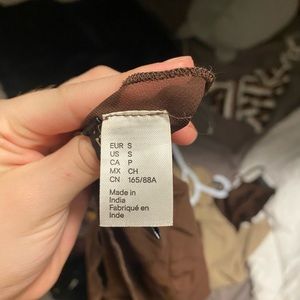 EUR S
US S
CA P
MX CH
CN 165/88A
Made in
India
Fabriqué en
Inde